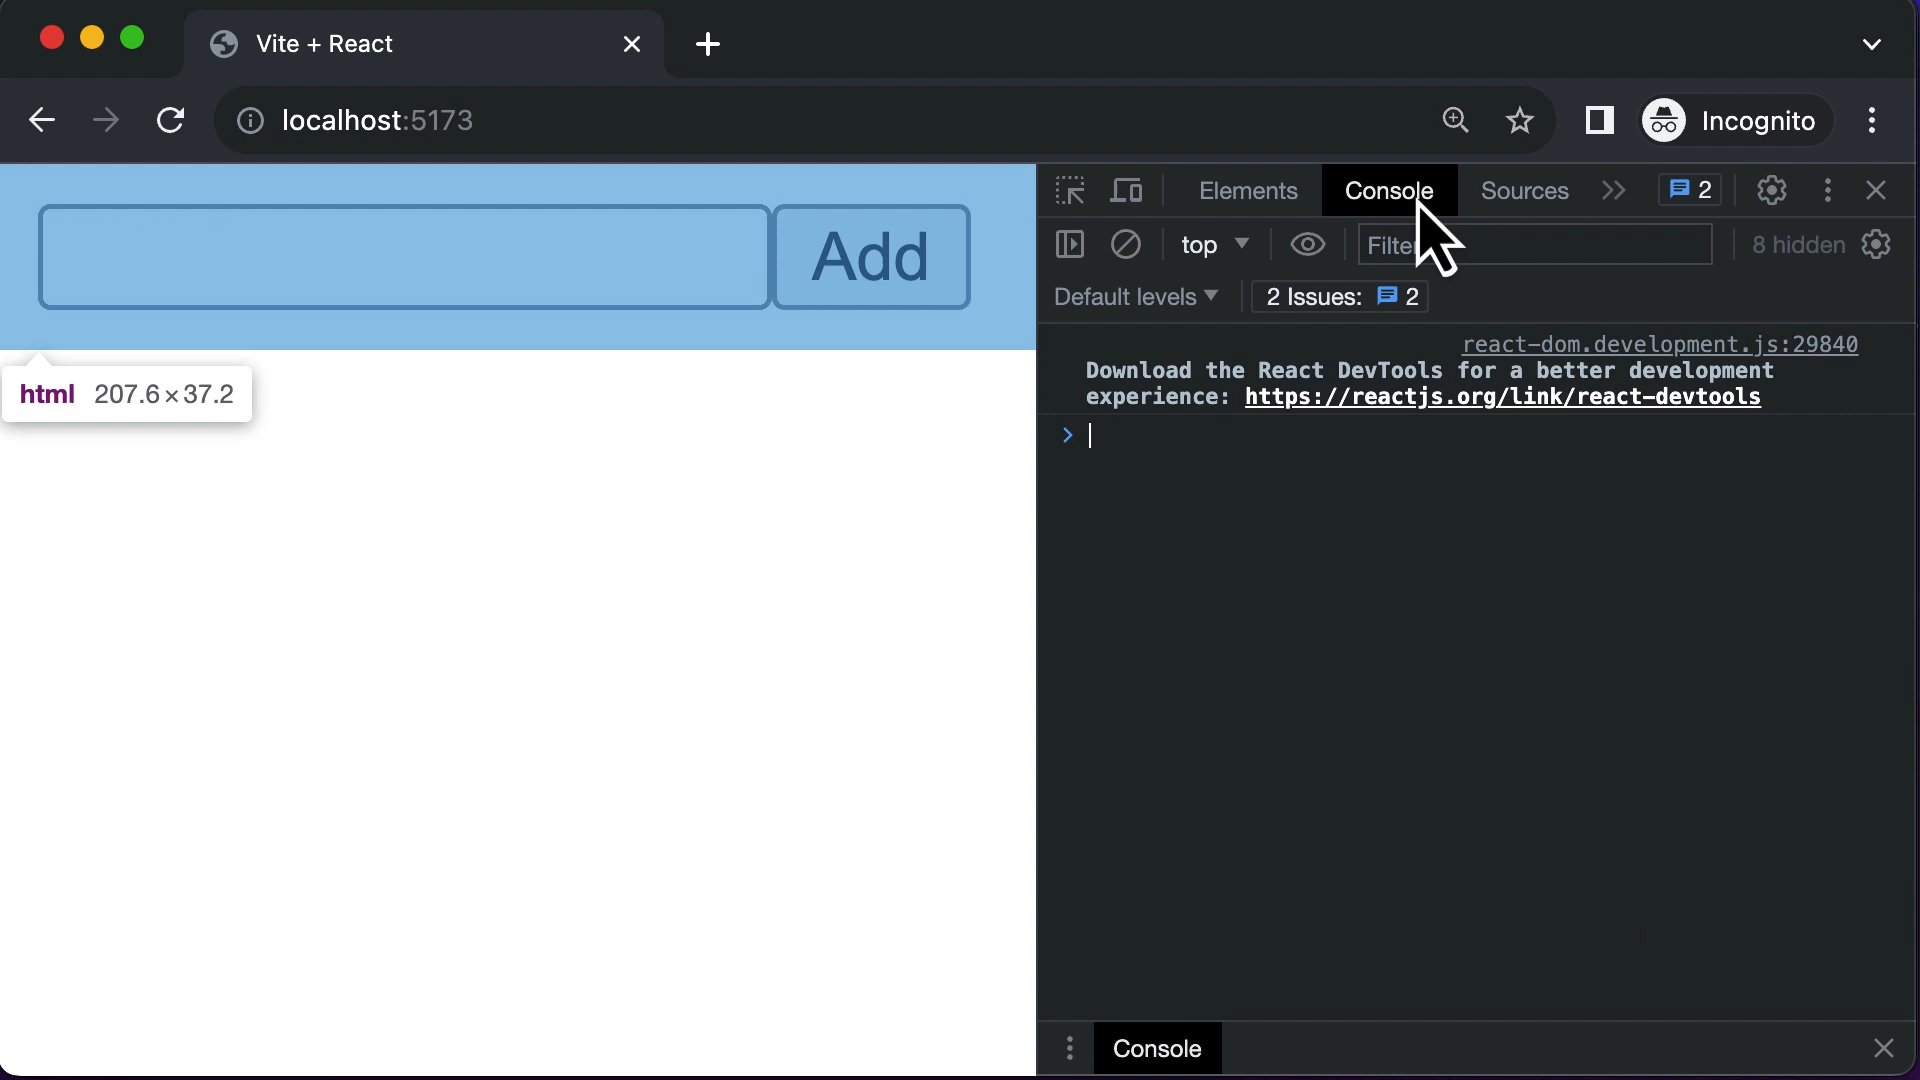 Vite + React
localhost:5173
Incognito
Add
html 207.6×37.2
Elements Console Sources 2
top 8 hidden
Default levels 2 Issues: 2
react-dom.development.js:29840
Download the React DevTools for a better development
experience: https://reactjs.org/link/react-devtools
Console